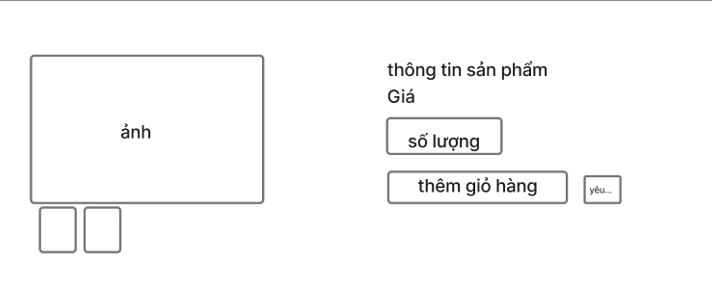 ảnh
thông tin sản phẩm
Giá
số lượng
thêm giỏ hàng
yêu...